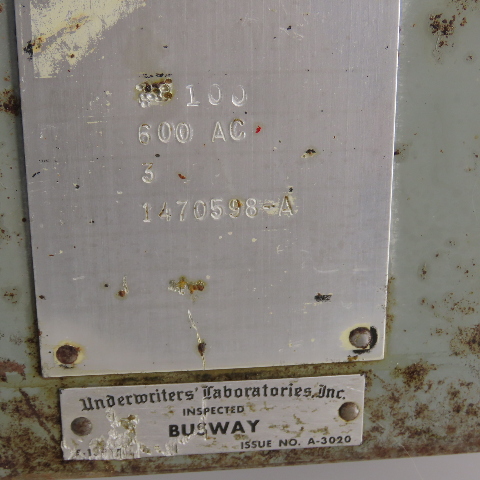 100
600 AC
3
1470598-A
Underwriters' Laboratories, Inc.
INSPECTED
BUSWAY
ISSUE NO. A-3020